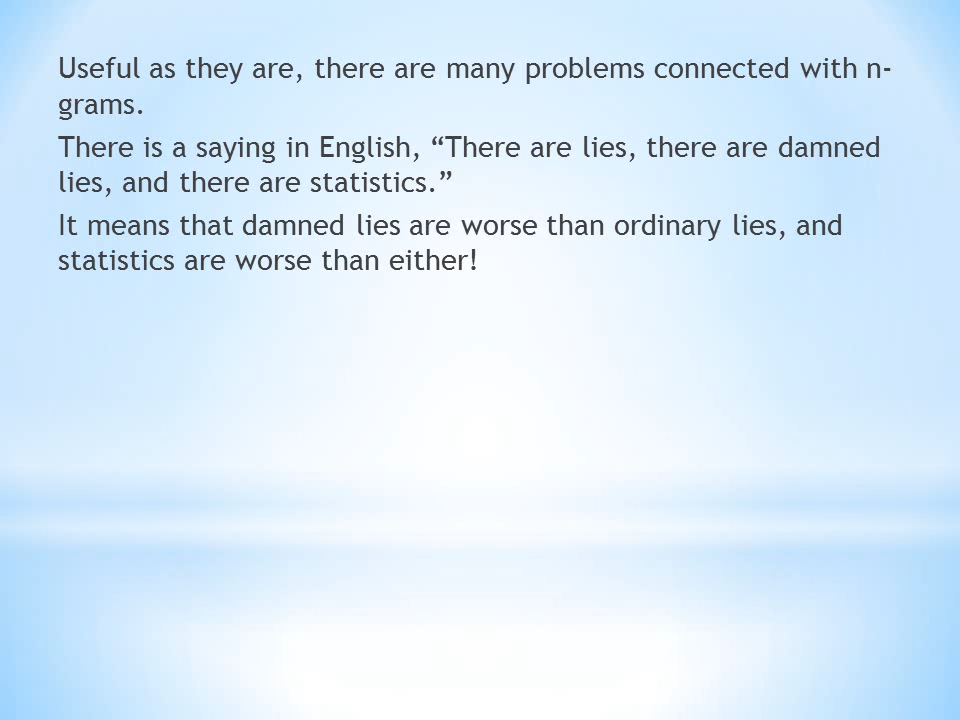 Useful as they are, there are many problems connected with n-
grams.
There is a saying in English, “There are lies, there are damned
lies, and there are statistics.”
It means that damned lies are worse than ordinary lies, and
statistics are worse than either!